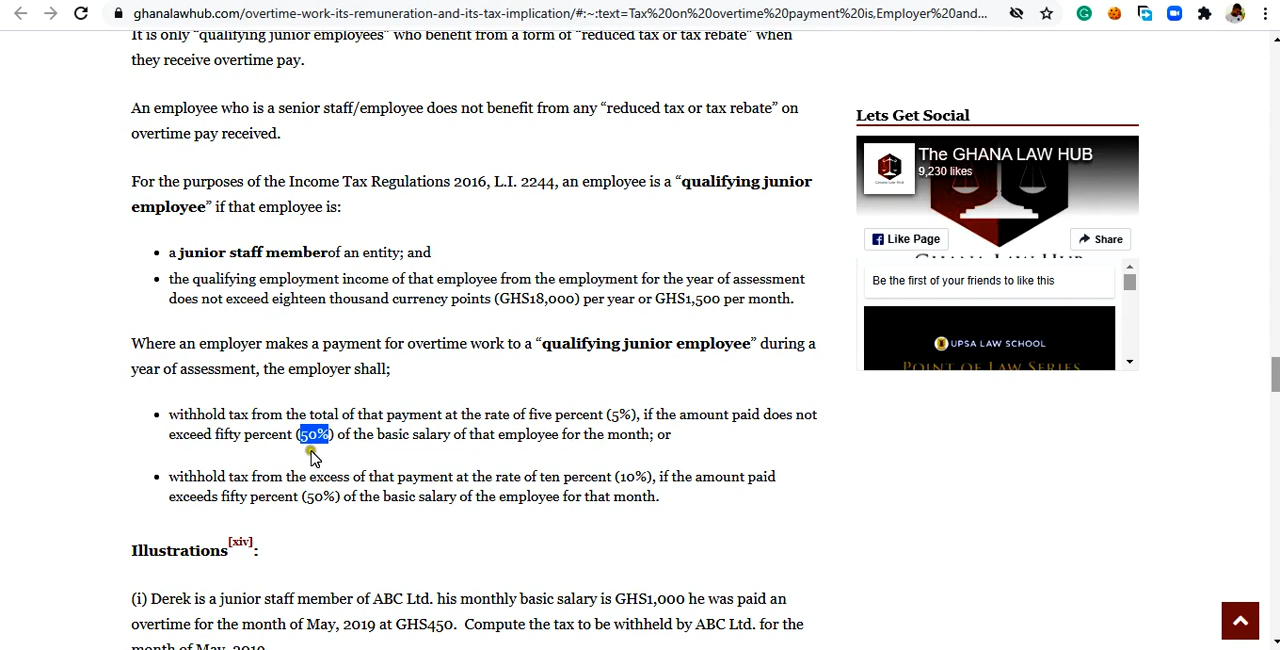 ghanalawhub.com/overtime-work-its-remuneration-and-its-tax-implication/#:~:text=Tax%20on%20overtime%20payment%20is,Employer%20and...
It is only “qualifying junior employees” who benefit from a form of “reduced tax or tax rebate” when
they receive overtime pay.
An employee who is a senior staff/employee does not benefit from any “reduced tax or tax rebate” on
overtime pay received.
For the purposes of the Income Tax Regulations 2016, L.I. 2244, an employee is a “qualifying junior
employee” if that employee is:
• a junior staff memberof an entity; and
• the qualifying employment income of that employee from the employment for the year of assessment
does not exceed eighteen thousand currency points (GHS18,000) per year or GHS1,500 per month.
Where an employer makes a payment for overtime work to a “qualifying junior employee” during a
year of assessment, the employer shall;
• withhold tax from the total of that payment at the rate of five percent (5%), if the amount paid does not
exceed fifty percent (50%) of the basic salary of that employee for the month; or
• withhold tax from the excess of that payment at the rate of ten percent (10%), if the amount paid
exceeds fifty percent (50%) of the basic salary of the employee for that month.
Illustrations[xiv]:
(i) Derek is a junior staff member of ABC Ltd. his monthly basic salary is GHS1,000 he was paid an
overtime for the month of May, 2019 at GHS450. Compute the tax to be withheld by ABC Ltd. for the
month of May, 2019
Lets Get Social
The GHANA LAW HUB
9,230 likes
Like Page
Share
Be the first of your friends to like this
UPSA LAW SCHOOL
POINT OF LAW SERIES